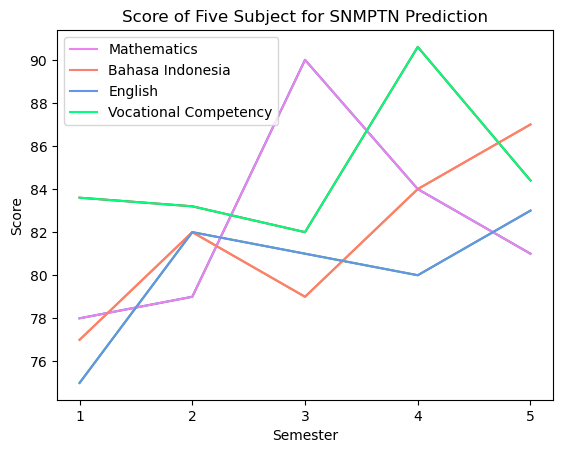 Score of Five Subject for SNMPTN Prediction
Mathematics
Bahasa Indonesia
English
Vocational Competency
90
88
86
84
82
80
78
76
Score
1 2 3 4 5
Semester